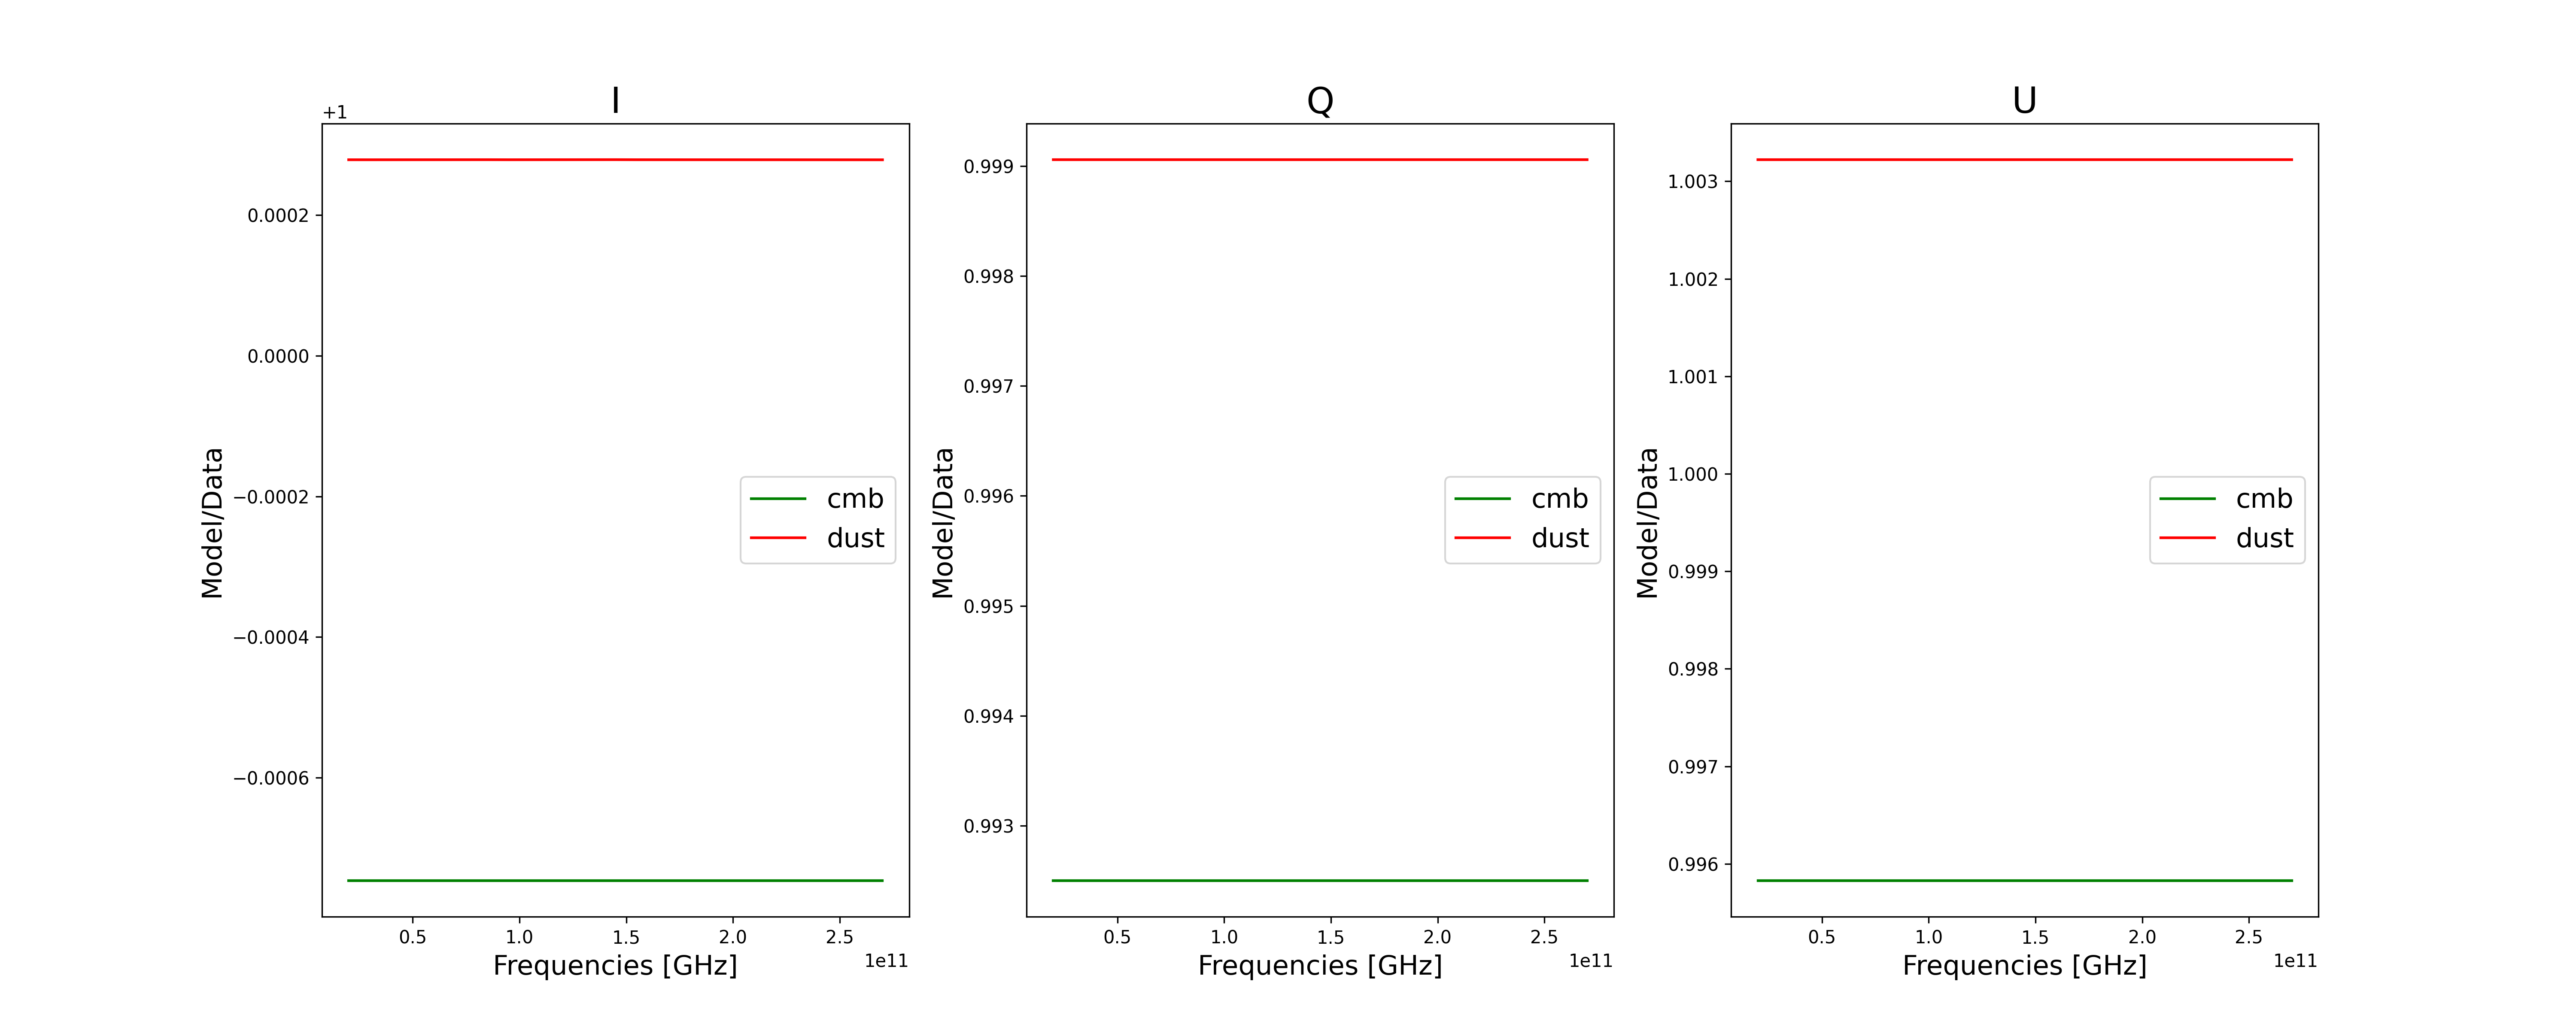 I
+1
0.0002
0.0000
−0.0002
−0.0004
−0.0006
Model/Data
cmb
dust
0.5 1.0 1.5 2.0 2.5
1e11
Frequencies [GHz]
Q
0.999
0.998
0.997
0.996
0.995
0.994
0.993
Model/Data
cmb
dust
0.5 1.0 1.5 2.0 2.5
1e11
Frequencies [GHz]
U
1.003
1.002
1.001
1.000
0.999
0.998
0.997
0.996
Model/Data
cmb
dust
0.5 1.0 1.5 2.0 2.5
1e11
Frequencies [GHz]